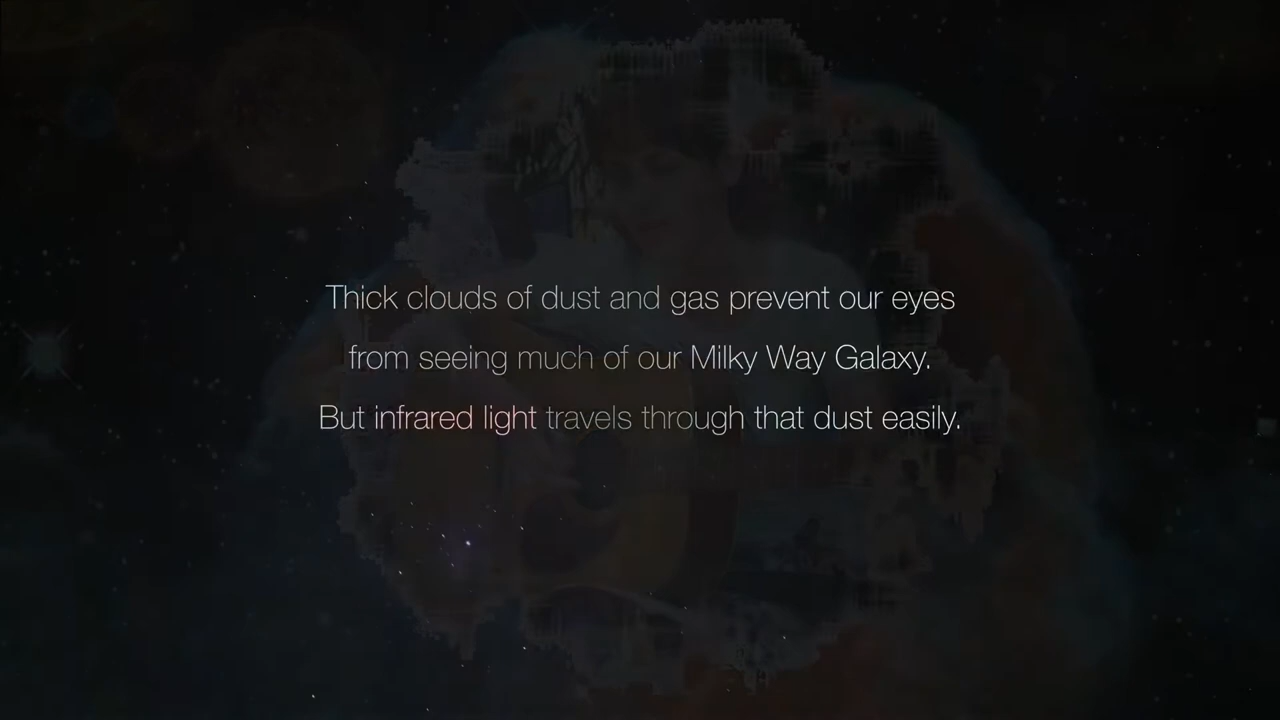 Thick clouds of dust and gas prevent our eyes
from seeing much of our Milky Way Galaxy.
But infrared light travels through that dust easily.